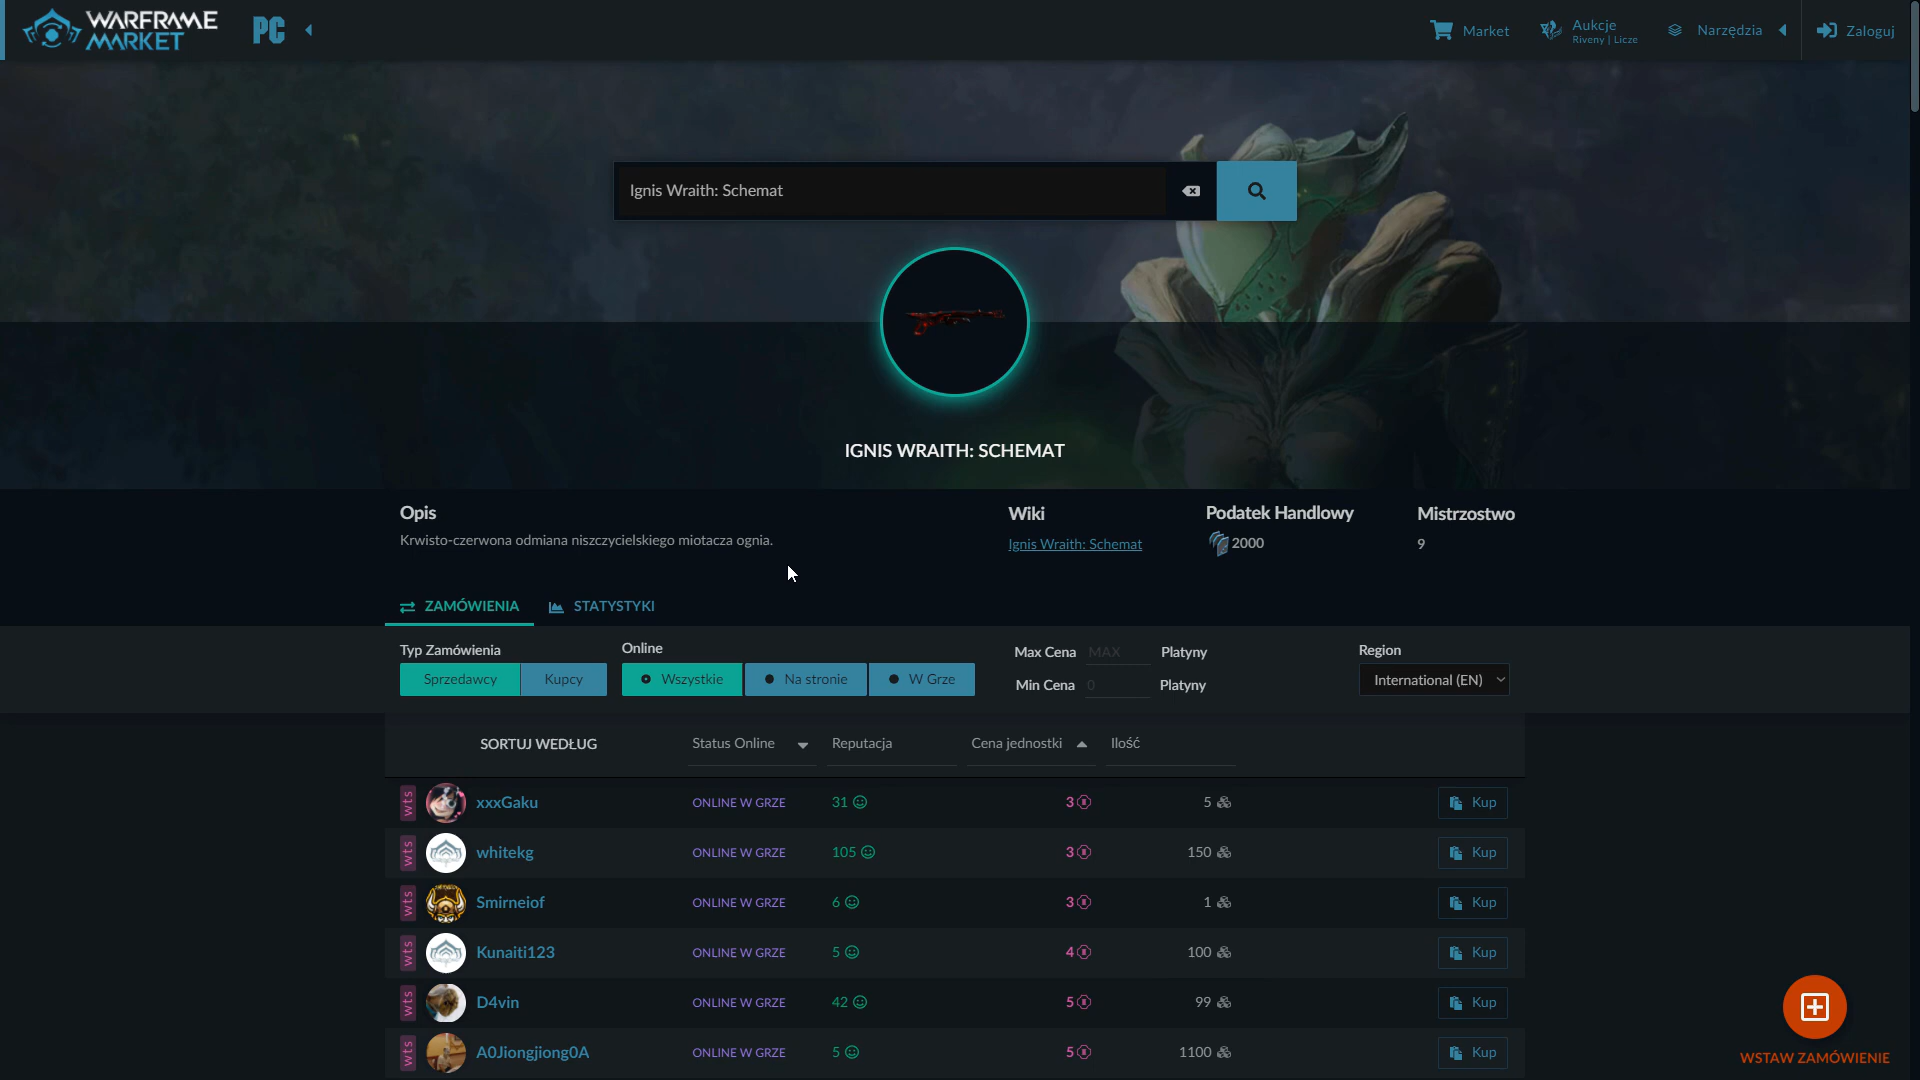 WARFRAME
MARKET
PC
Market
Aukcje
Riveny | Licze
Narzędzia
Zaloguj
Ignis Wraith: Schemat
IGNIS WRAITH: SCHEMAT
Opis
Wiki
Podatek Handlowy
Mistrzostwo
Krwisto-czerwona odmiana niszczycielskiego miotacza ognia.
Ignis Wraith: Schemat
2000
9
ZAMÓWIENIA
STATYSTYKI
Typ Zamówienia
Online
Max Cena MAX Platyny
Region
Sprzedawcy
Kupcy
Wszystkie
Na stronie
W Grze
Min Cena 0 Platyny
International (EN)
SORTUJ WEDŁUG
Status Online
Reputacja
Cena jednostki
Ilość
wts xxxGaku ONLINE W GRZE 31 3 5 Kup
wts whitekg ONLINE W GRZE 105 3 150 Kup
wts Smirneiof ONLINE W GRZE 6 3 1 Kup
wts Kunaiti123 ONLINE W GRZE 5 4 100 Kup
wts D4vin ONLINE W GRZE 42 5 99 Kup
wts A0Jiongjiong0A ONLINE W GRZE 5 5 1100 Kup
WSTAW ZAMÓWIENIE